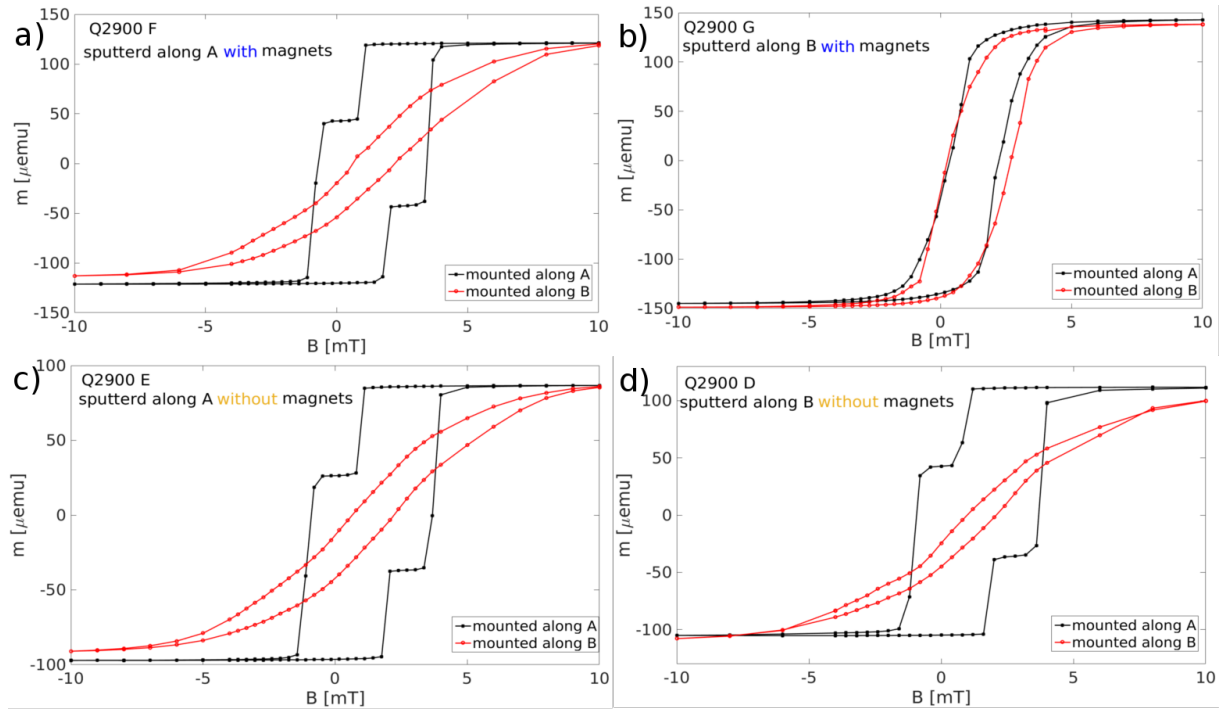 a)
Q2900 F
sputterd along A with magnets
m [μemu]
150
100
50
0
-50
-100
-150
-10
-5
0
5
10
B [mT]
mounted along A
mounted along B
b)
Q2900 G
sputterd along B with magnets
m [μemu]
150
100
50
0
-50
-100
-150
-10
-5
0
5
10
B [mT]
mounted along A
mounted along B
c)
Q2900 E
sputterd along A without magnets
m [μemu]
100
50
0
-50
-100
-10
-5
0
5
10
B [mT]
mounted along A
mounted along B
d)
Q2900 D
sputterd along B without magnets
m [μemu]
100
50
0
-50
-100
-10
-5
0
5
10
B [mT]
mounted along A
mounted along B